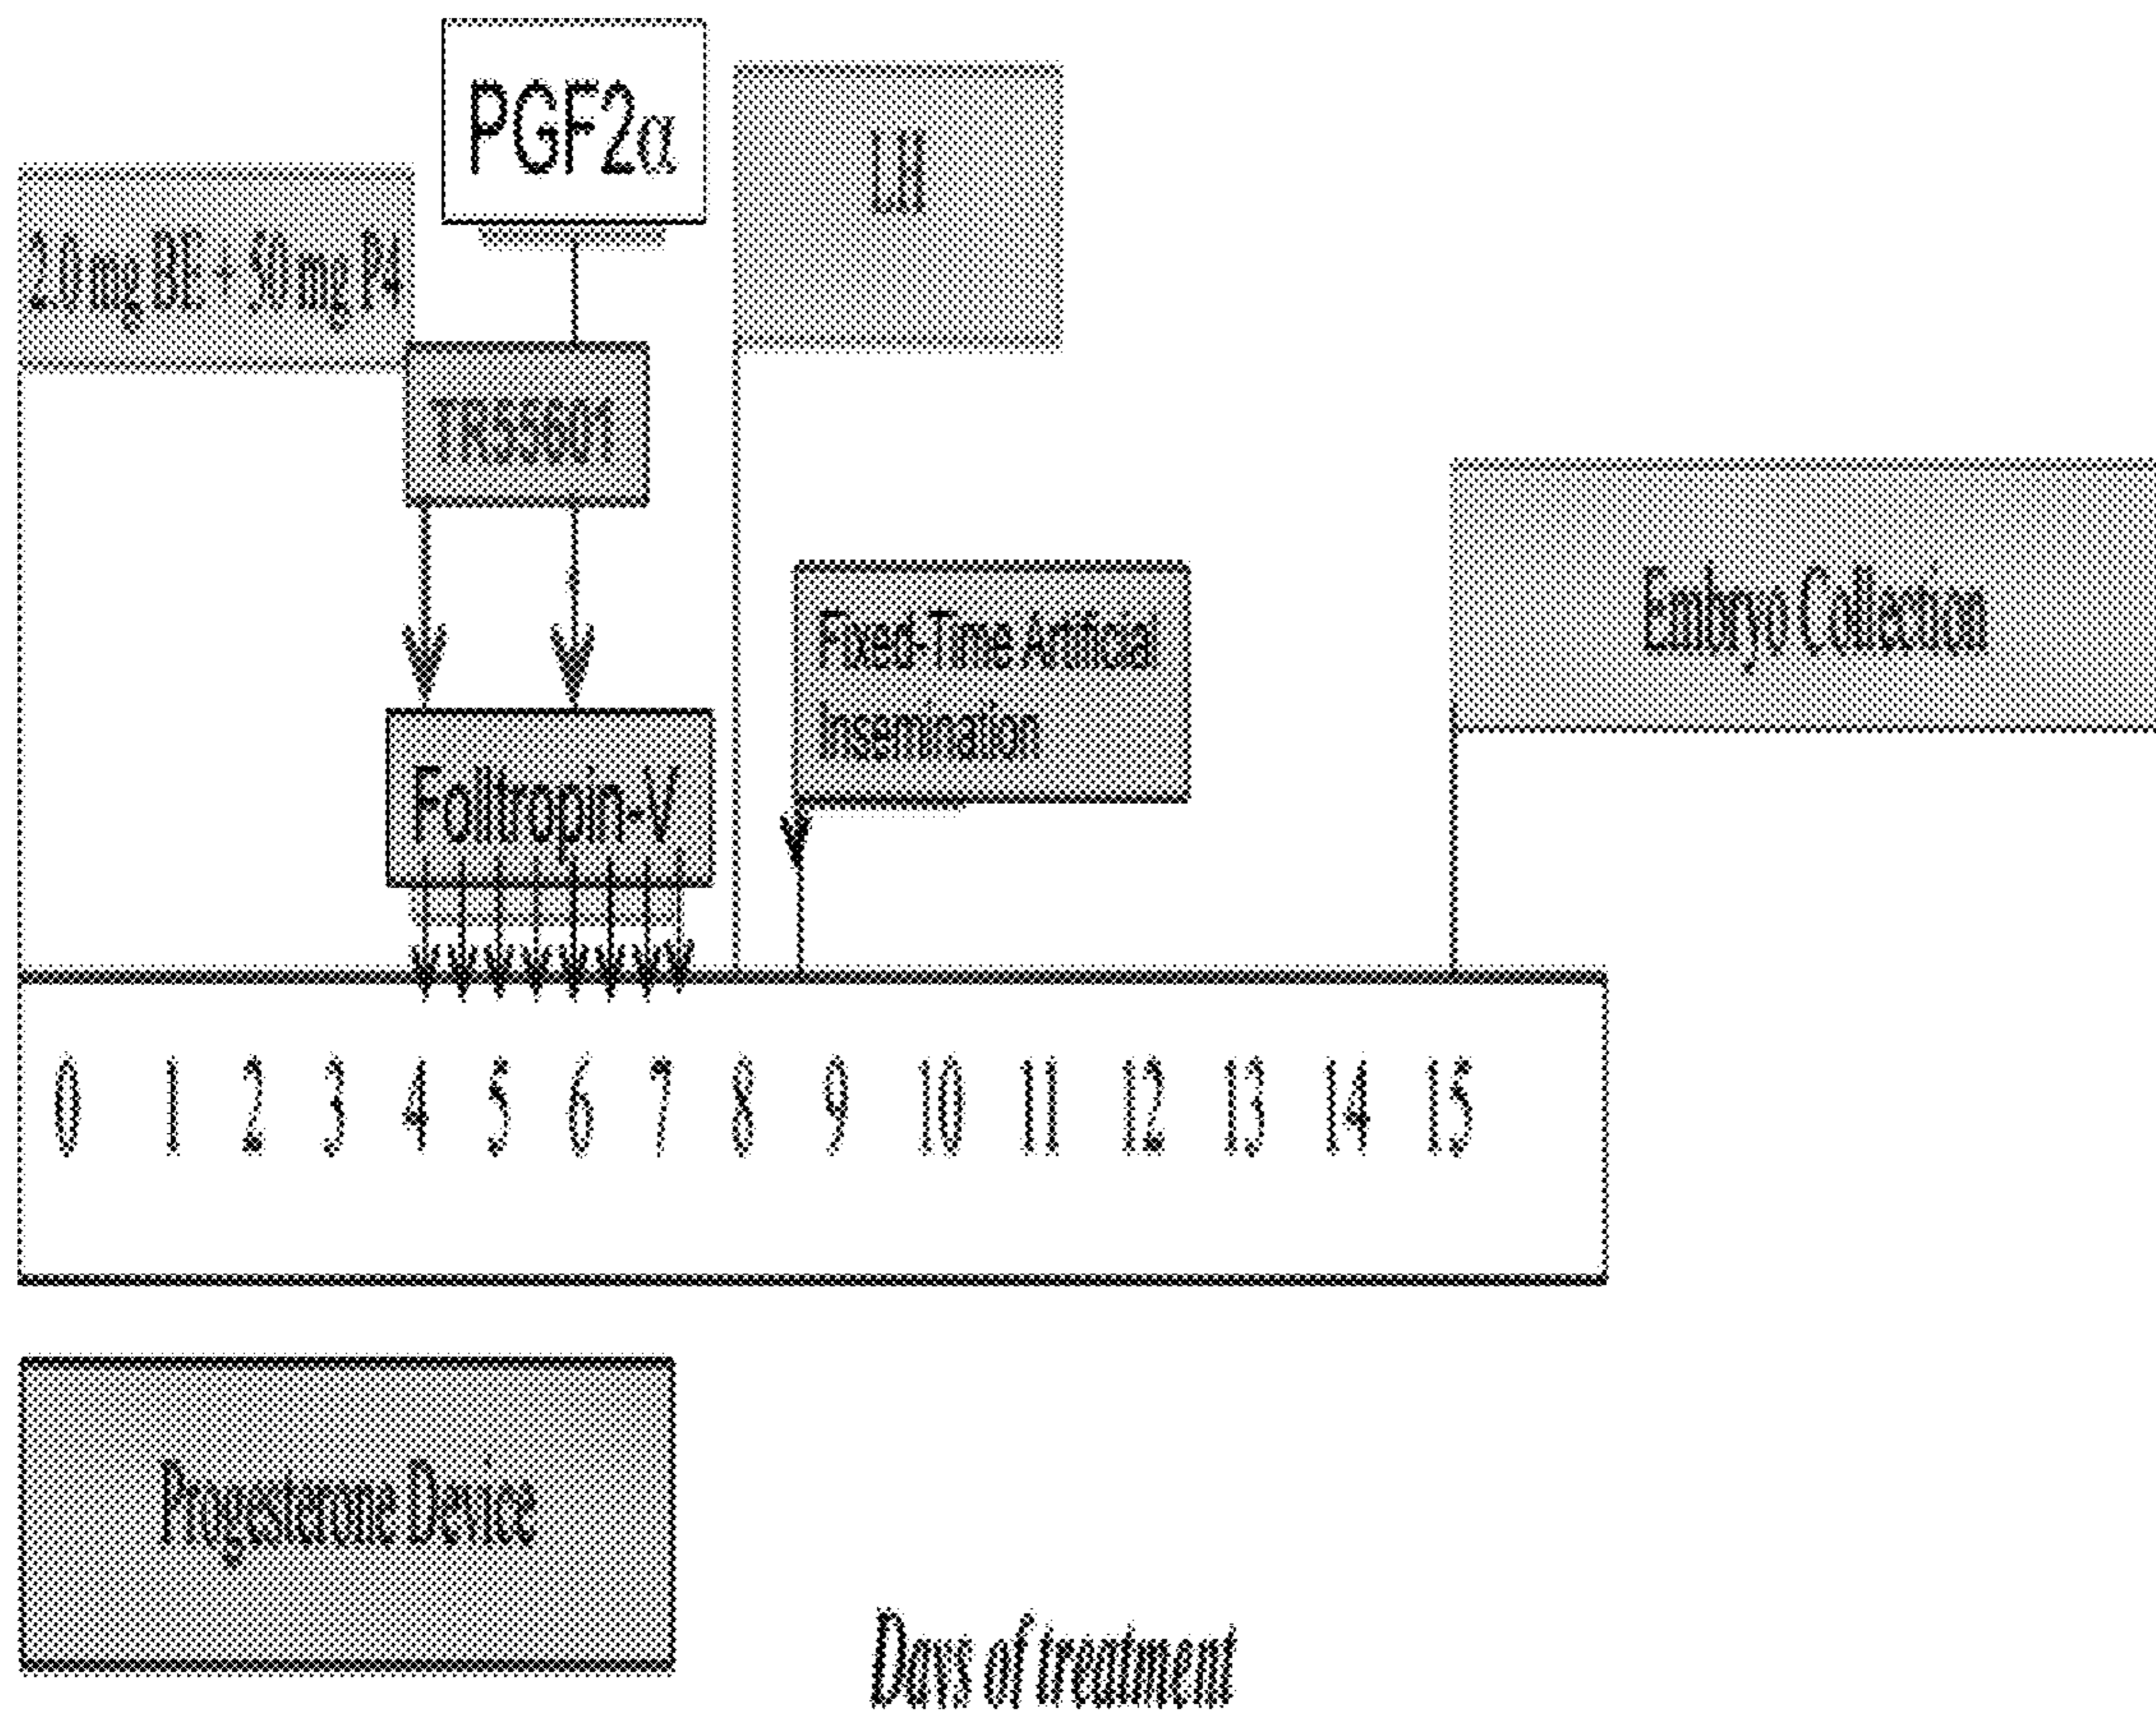 PGF2α
LH
2.0 mg BE + 50 mg P4
TRS5601
Fixed-Time Artificial
Insemination
Embryo Collection
Folltropin-V
0 1 2 3 4 5 6 7 8 9 10 11 12 13 14 15
Progesterone Device
Days of treatment